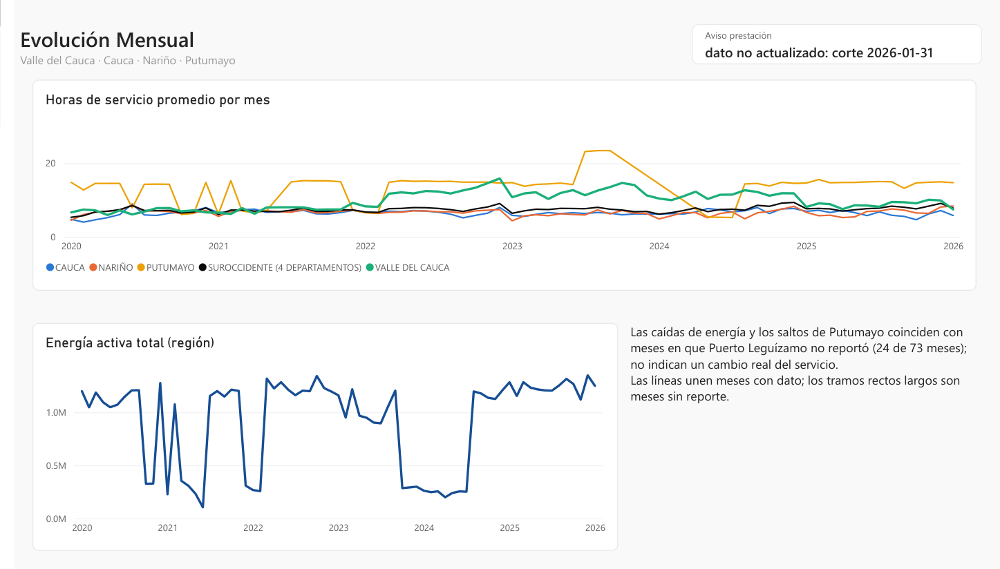 Evolución Mensual
Valle del Cauca · Cauca · Nariño · Putumayo
Aviso prestación
dato no actualizado: corte 2026-01-31
Horas de servicio promedio por mes
20
0
2020 2021 2022 2023 2024 2025 2026
CAUCA NARIÑO PUTUMAYO SUROCCIDENTE (4 DEPARTAMENTOS) VALLE DEL CAUCA
Energía activa total (región)
1.0M
0.5M
0.0M
2020 2021 2022 2023 2024 2025 2026
Las caídas de energía y los saltos de Putumayo coinciden con
meses en que Puerto Leguízamo no reportó (24 de 73 meses);
no indican un cambio real del servicio.
Las líneas unen meses con dato; los tramos rectos largos son
meses sin reporte.